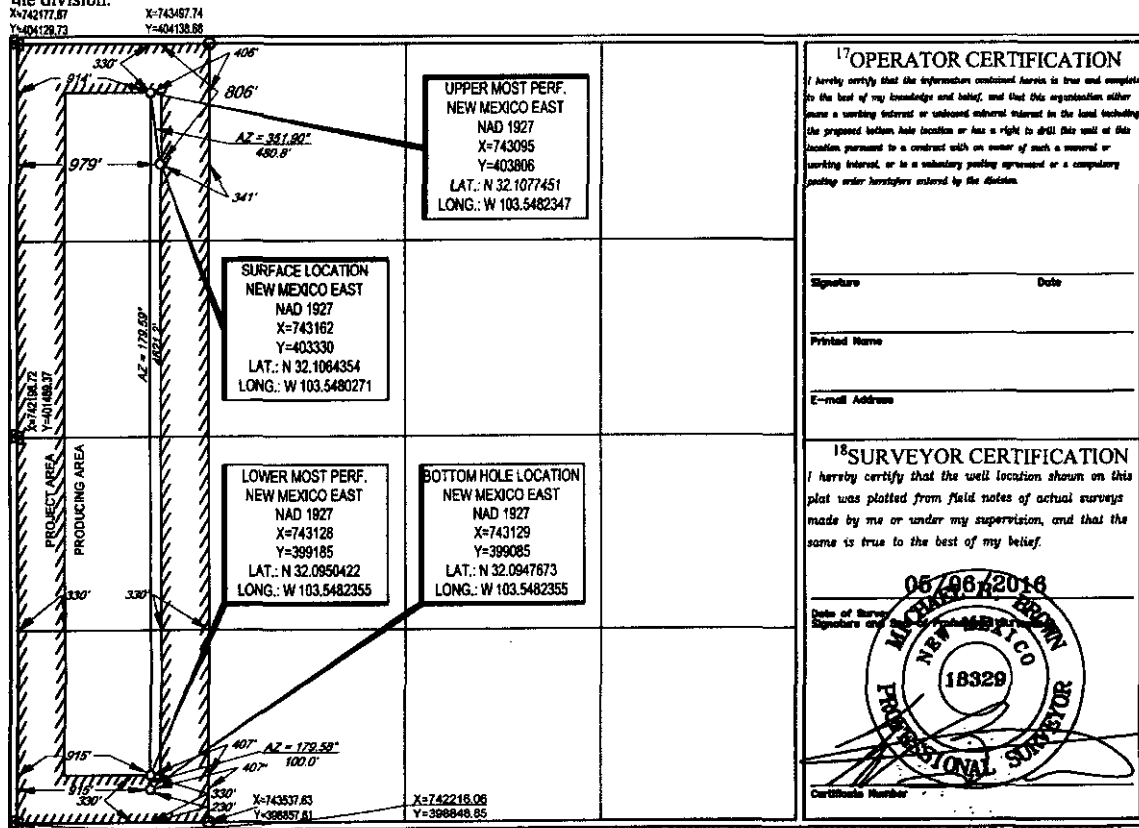 the division.
X=742177.87
Y=404129.73
X=743497.74
Y=404138.68
330'
406'
914'
806'
AZ = 351.90°
480.8'
979'
341'
UPPER MOST PERF.
NEW MEXICO EAST
NAD 1927
X=743095
Y=403806
LAT.: N 32.1077451
LONG.: W 103.5482347
SURFACE LOCATION
NEW MEXICO EAST
NAD 1927
X=743162
Y=403330
LAT.: N 32.1064354
LONG.: W 103.5480271
AZ = 179.59°
4621.2'
X=742198.72
Y=401489.37
PROJECT AREA
PRODUCING AREA
LOWER MOST PERF.
NEW MEXICO EAST
NAD 1927
X=743128
Y=399185
LAT.: N 32.0950422
LONG.: W 103.5482355
BOTTOM HOLE LOCATION
NEW MEXICO EAST
NAD 1927
X=743129
Y=399085
LAT.: N 32.0947673
LONG.: W 103.5482355
330'
330'
915'
407'
AZ = 179.58°
100.0'
407'
915'
330'
330'
230'
X=743537.63
Y=398857.61
X=742216.06
Y=398848.65
17 OPERATOR CERTIFICATION
I hereby certify that the information contained herein is true and complete
to the best of my knowledge and belief, and that this organization either
owns a working interest or unleased mineral interest in the land including
the proposed bottom hole location or has a right to drill this well at this
location pursuant to a contract with an owner of such a mineral or
working interest, or to a voluntary pooling agreement or a compulsory
pooling order heretofore entered by the division.
Signature Date
Printed Name
E-mail Address
18 SURVEYOR CERTIFICATION
I hereby certify that the well location shown on this
plat was plotted from field notes of actual surveys
made by me or under my supervision, and that the
same is true to the best of my belief.
05/06/2016
Date of Survey
Signature and Seal of Professional Surveyor
MICHAEL R. BROWN
NEW MEXICO
18329
PROFESSIONAL SURVEYOR
Certificate Number